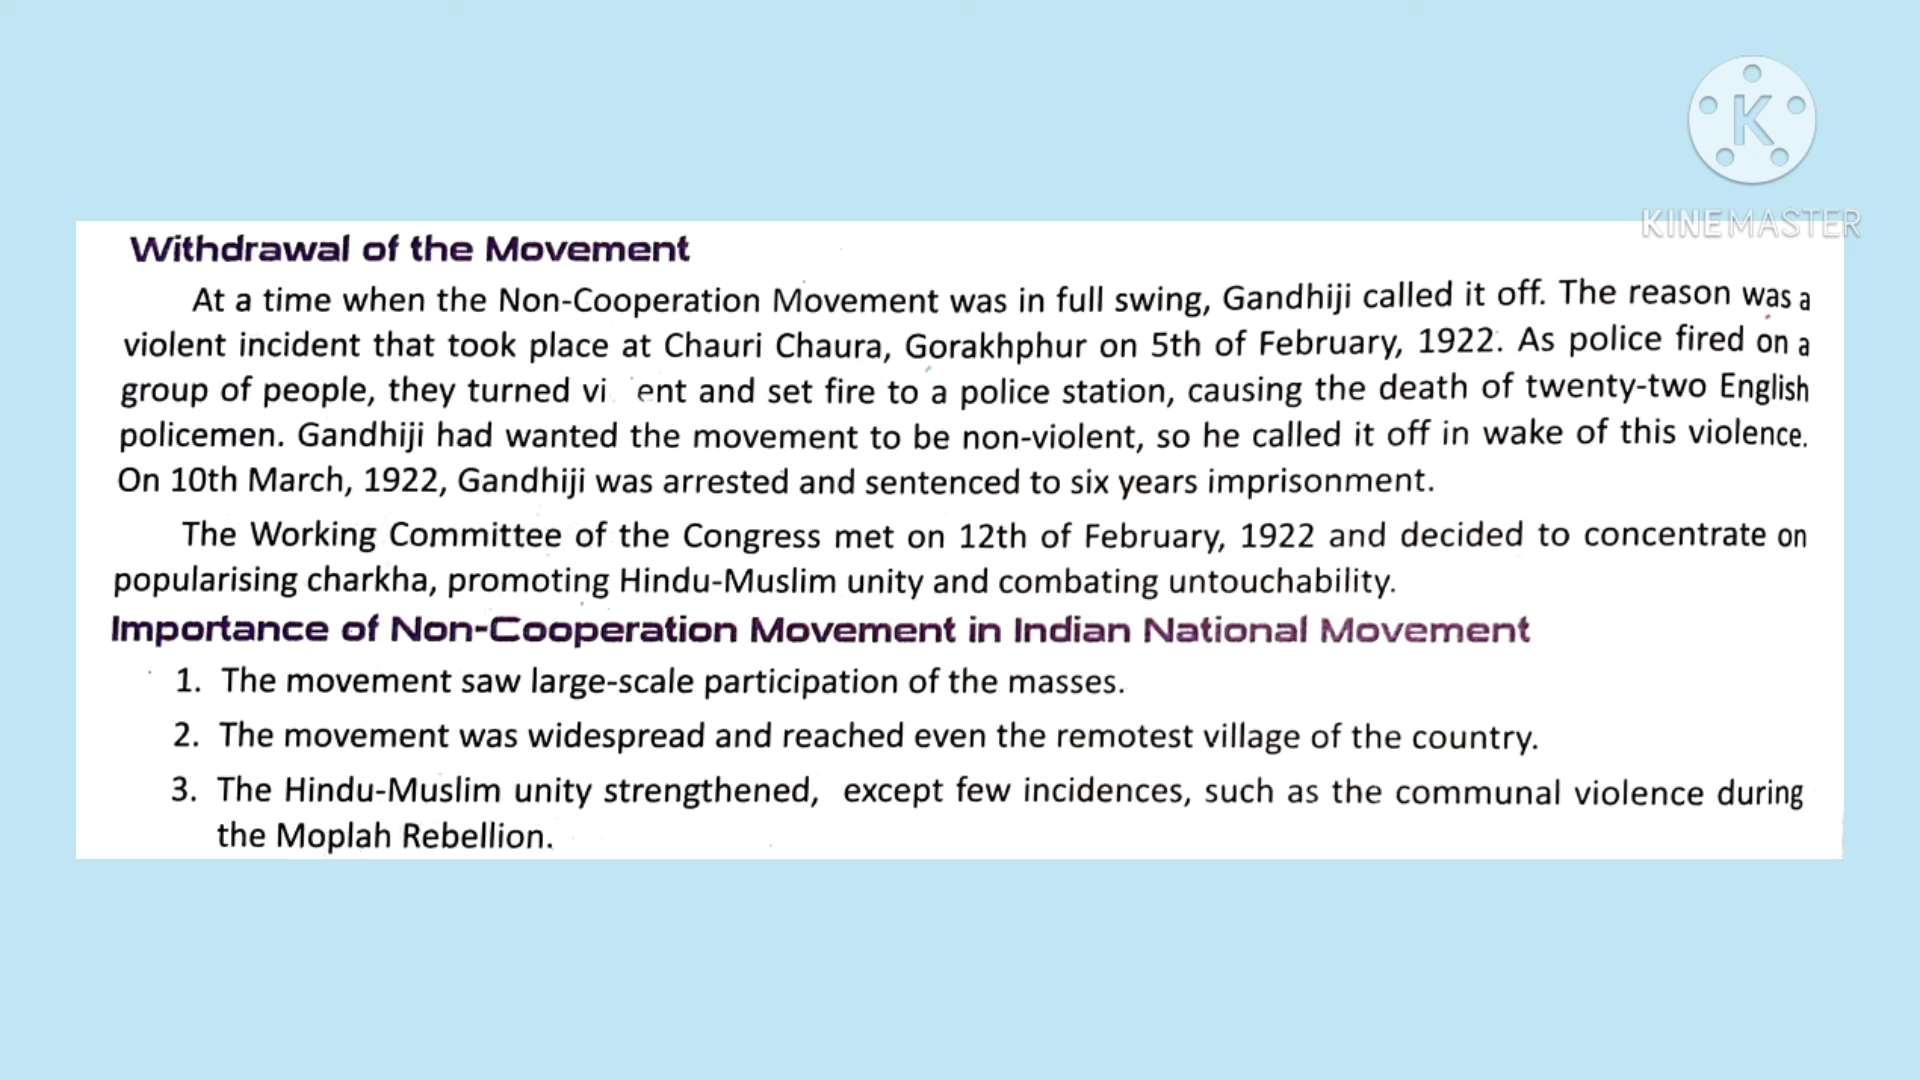 K
KINEMASTER
Withdrawal of the Movement
At a time when the Non-Cooperation Movement was in full swing, Gandhiji called it off. The reason was a
violent incident that took place at Chauri Chaura, Gorakhphur on 5th of February, 1922. As police fired on a
group of people, they turned vi ent and set fire to a police station, causing the death of twenty-two English
policemen. Gandhiji had wanted the movement to be non-violent, so he called it off in wake of this violence.
On 10th March, 1922, Gandhiji was arrested and sentenced to six years imprisonment.
The Working Committee of the Congress met on 12th of February, 1922 and decided to concentrate on
popularising charkha, promoting Hindu-Muslim unity and combating untouchability.
Importance of Non-Cooperation Movement in Indian National Movement
1. The movement saw large-scale participation of the masses.
2. The movement was widespread and reached even the remotest village of the country.
3. The Hindu-Muslim unity strengthened, except few incidences, such as the communal violence during
the Moplah Rebellion.